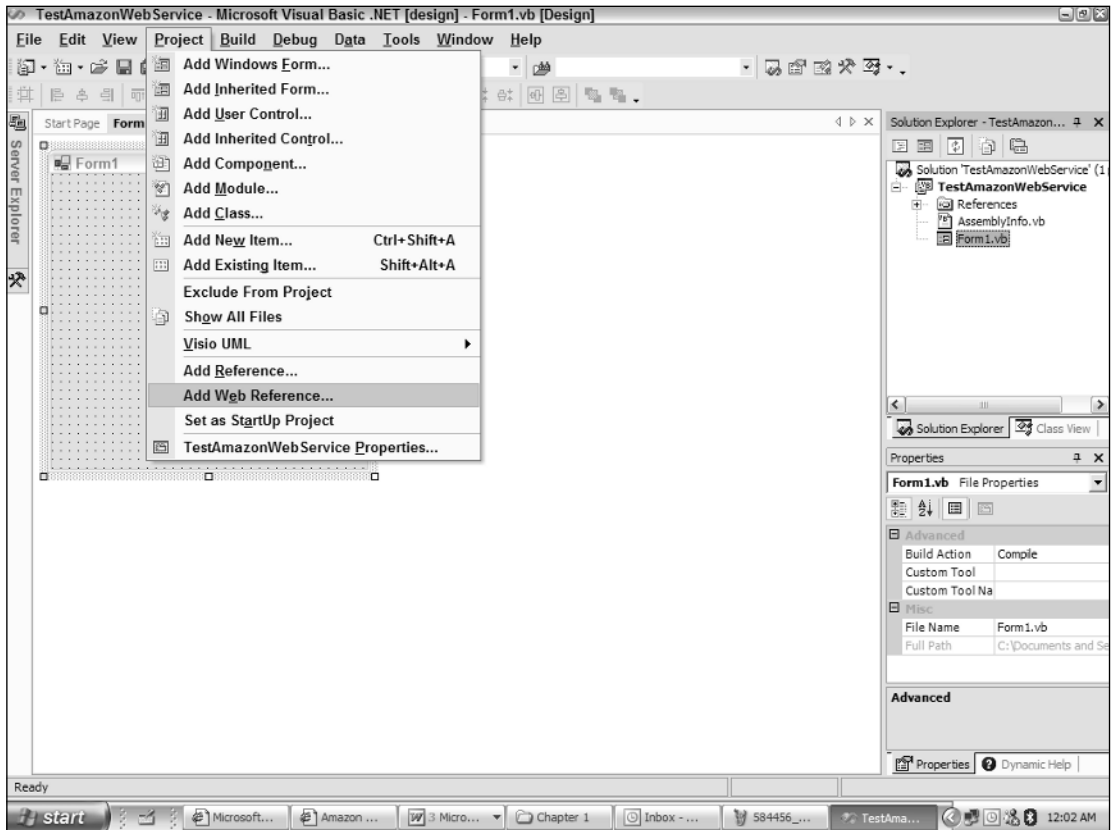 TestAmazonWebService - Microsoft Visual Basic .NET [design] - Form1.vb [Design]
File Edit View Project Build Debug Data Tools Window Help
Add Windows Form...
Add Inherited Form...
Add User Control...
Add Inherited Control...
Add Component...
Add Module...
Add Class...
Add New Item... Ctrl+Shift+A
Add Existing Item... Shift+Alt+A
Exclude From Project
Show All Files
Visio UML
Add Reference...
Add Web Reference...
Set as StartUp Project
TestAmazonWebService Properties...
Server Explorer
Start Page Form
Form1
Solution Explorer - TestAmazon...
Solution 'TestAmazonWebService' (1
TestAmazonWebService
References
AssemblyInfo.vb
Form1.vb
Solution Explorer Class View
Properties
Form1.vb File Properties
Advanced
Build Action Compile
Custom Tool
Custom Tool Na
Misc
File Name Form1.vb
Full Path C:\Documents and Se
Advanced
Properties Dynamic Help
Ready
start Microsoft... Amazon ... 3 Micro... Chapter 1 Inbox - ... 584456_... TestAma... 12:02 AM